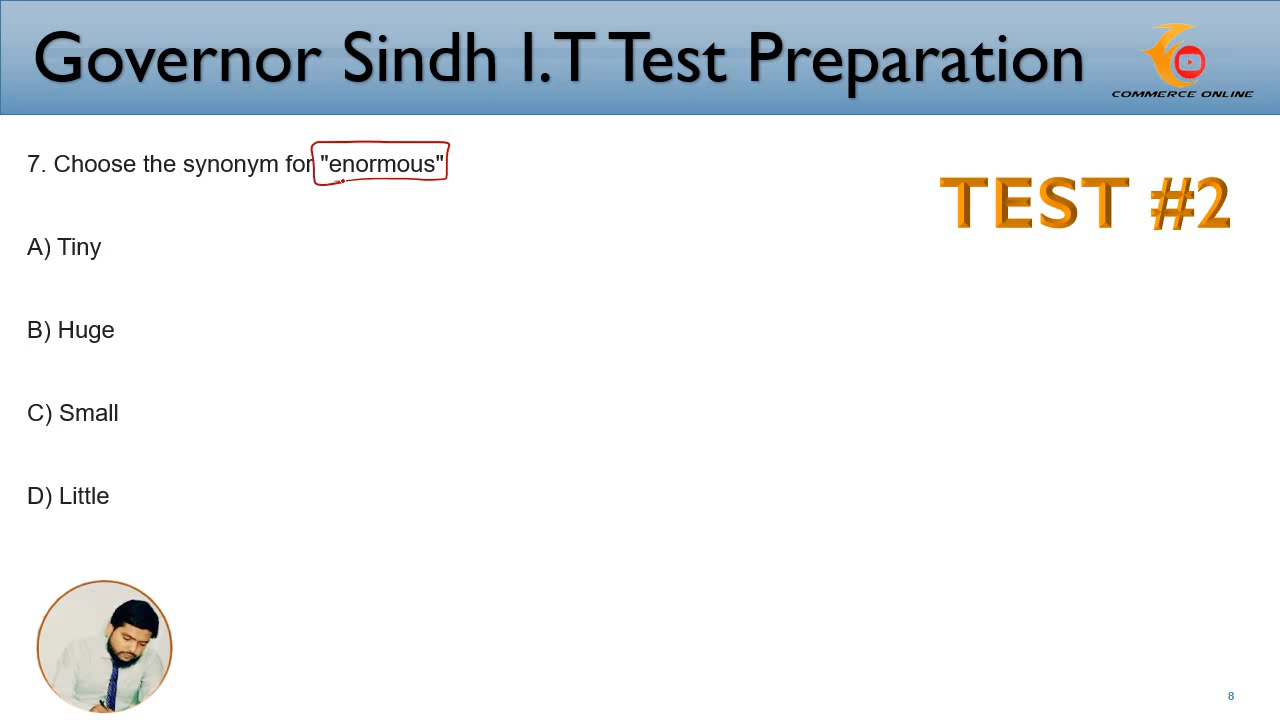 Governor Sindh I.T Test Preparation
COMMERCE ONLINE
7. Choose the synonym for "enormous"
TEST #2
A) Tiny
B) Huge
C) Small
D) Little
8